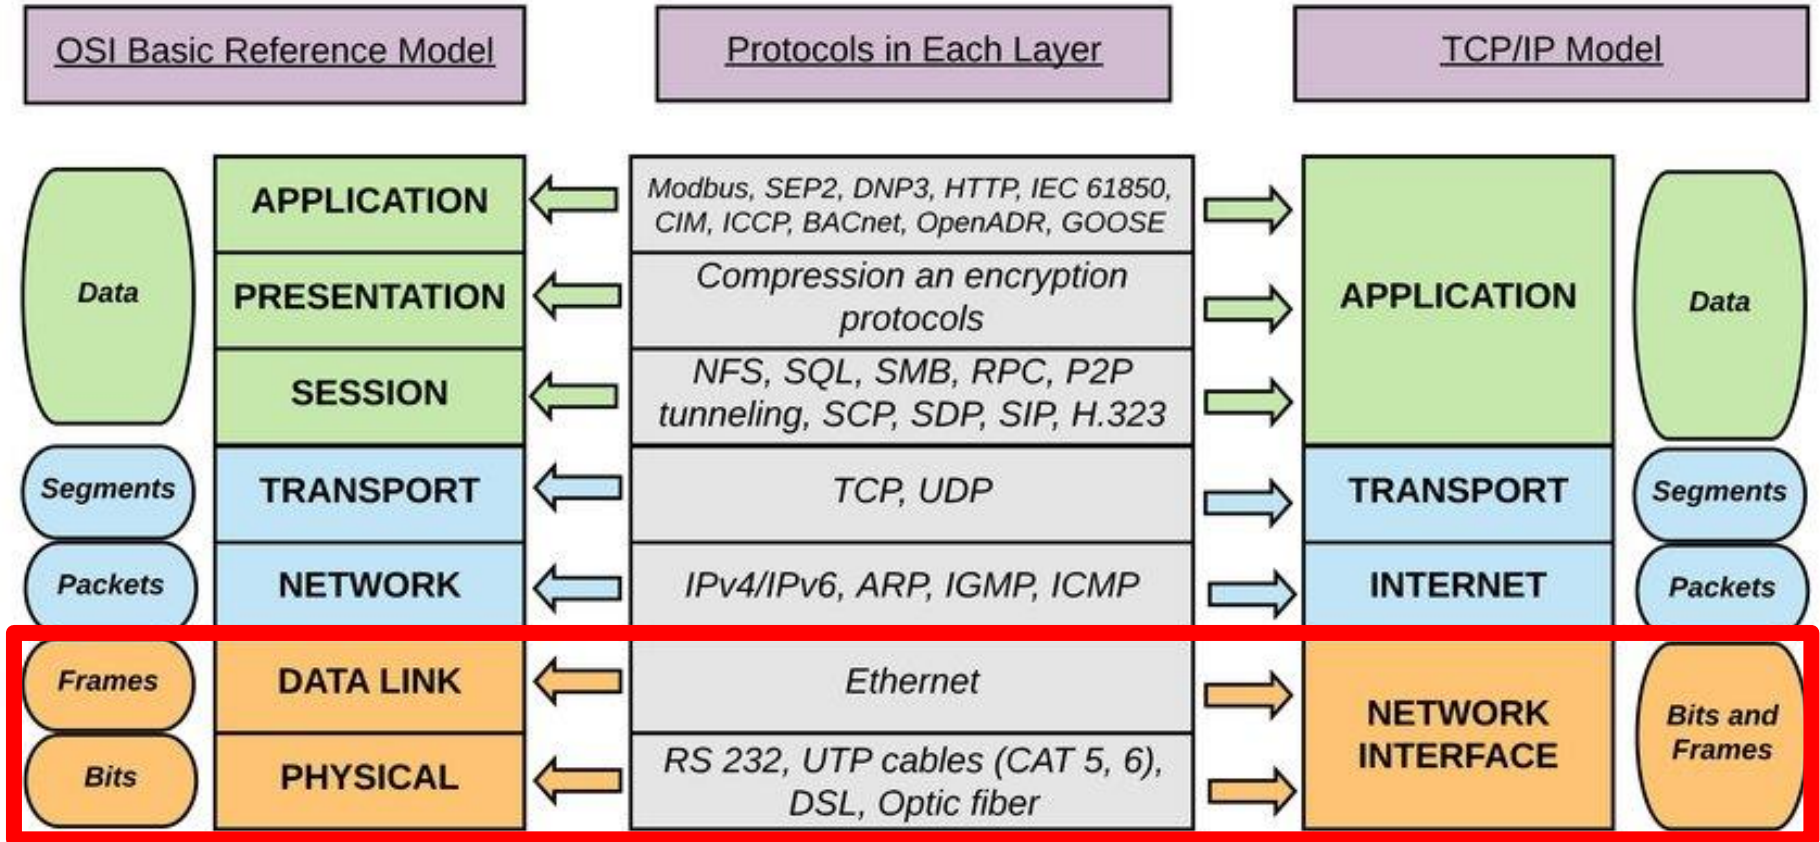 OSI Basic Reference Model
Protocols in Each Layer
TCP/IP Model
Data
APPLICATION
PRESENTATION
SESSION
Modbus, SEP2, DNP3, HTTP, IEC 61850,
CIM, ICCP, BACnet, OpenADR, GOOSE
Compression an encryption
protocols
NFS, SQL, SMB, RPC, P2P
tunneling, SCP, SDP, SIP, H.323
APPLICATION
Data
Segments
TRANSPORT
TCP, UDP
TRANSPORT
Segments
Packets
NETWORK
IPv4/IPv6, ARP, IGMP, ICMP
INTERNET
Packets
Frames
DATA LINK
Ethernet
Bits
PHYSICAL
RS 232, UTP cables (CAT 5, 6),
DSL, Optic fiber
NETWORK
INTERFACE
Bits and
Frames